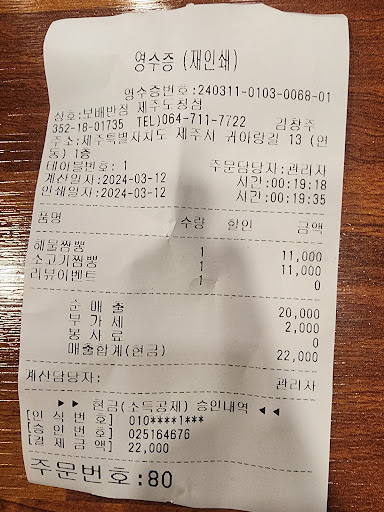 영수증 (재인쇄)
영수증번호:240311-0103-0068-01
상호:보배반점 제주도청점
352-18-01735 TEL)064-711-7722 김창주
주소:제주특별자치도 제주시 귀아랑길 13 (연
동) 1층
테이블번호: 1 주문담당자:관리자
계산일자:2024-03-12 시간:00:19:18
인쇄일자:2024-03-12 시간:00:19:35
품명 수량 할인 금액
해물짬뽕 1 11,000
소고기짬뽕 1 11,000
리뷰이벤트 1 0
순 매 출 20,000
부 가 세 2,000
봉 사 료 0
매출합계(현금) 22,000
계산담당자: 관리자
▶ ▶ 현금(소득공제) 승인내역 ◀ ◀
[인 식 번 호] 010****1***
[승 인 번 호] 025164676
[결 제 금 액] 22,000
주문번호:80